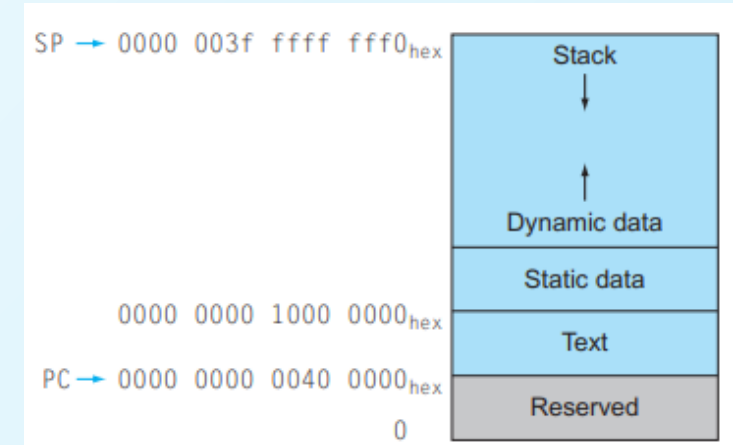 SP → 0000 003f ffff fff0hex
Stack
Dynamic data
Static data
0000 0000 1000 0000hex
Text
PC → 0000 0000 0040 0000hex
Reserved
0